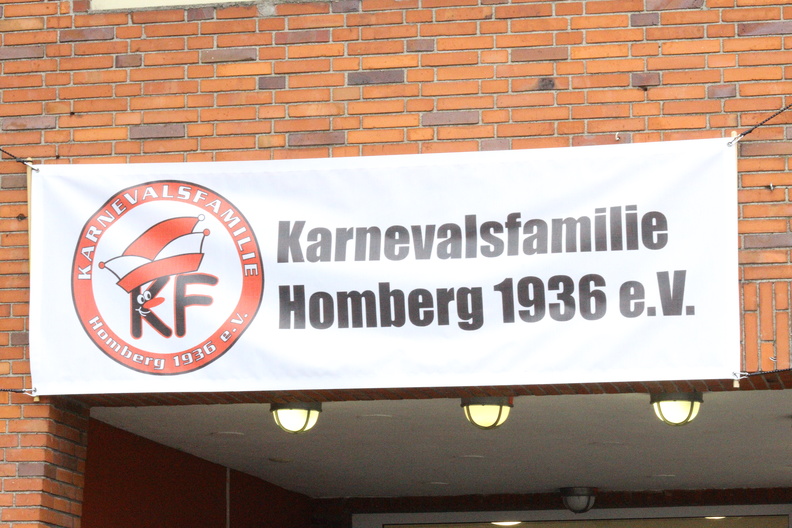 KARNEVALSFAMILIE
KF
Homberg 1936 e.V.
Karnevalsfamilie
Homberg 1936 e.V.